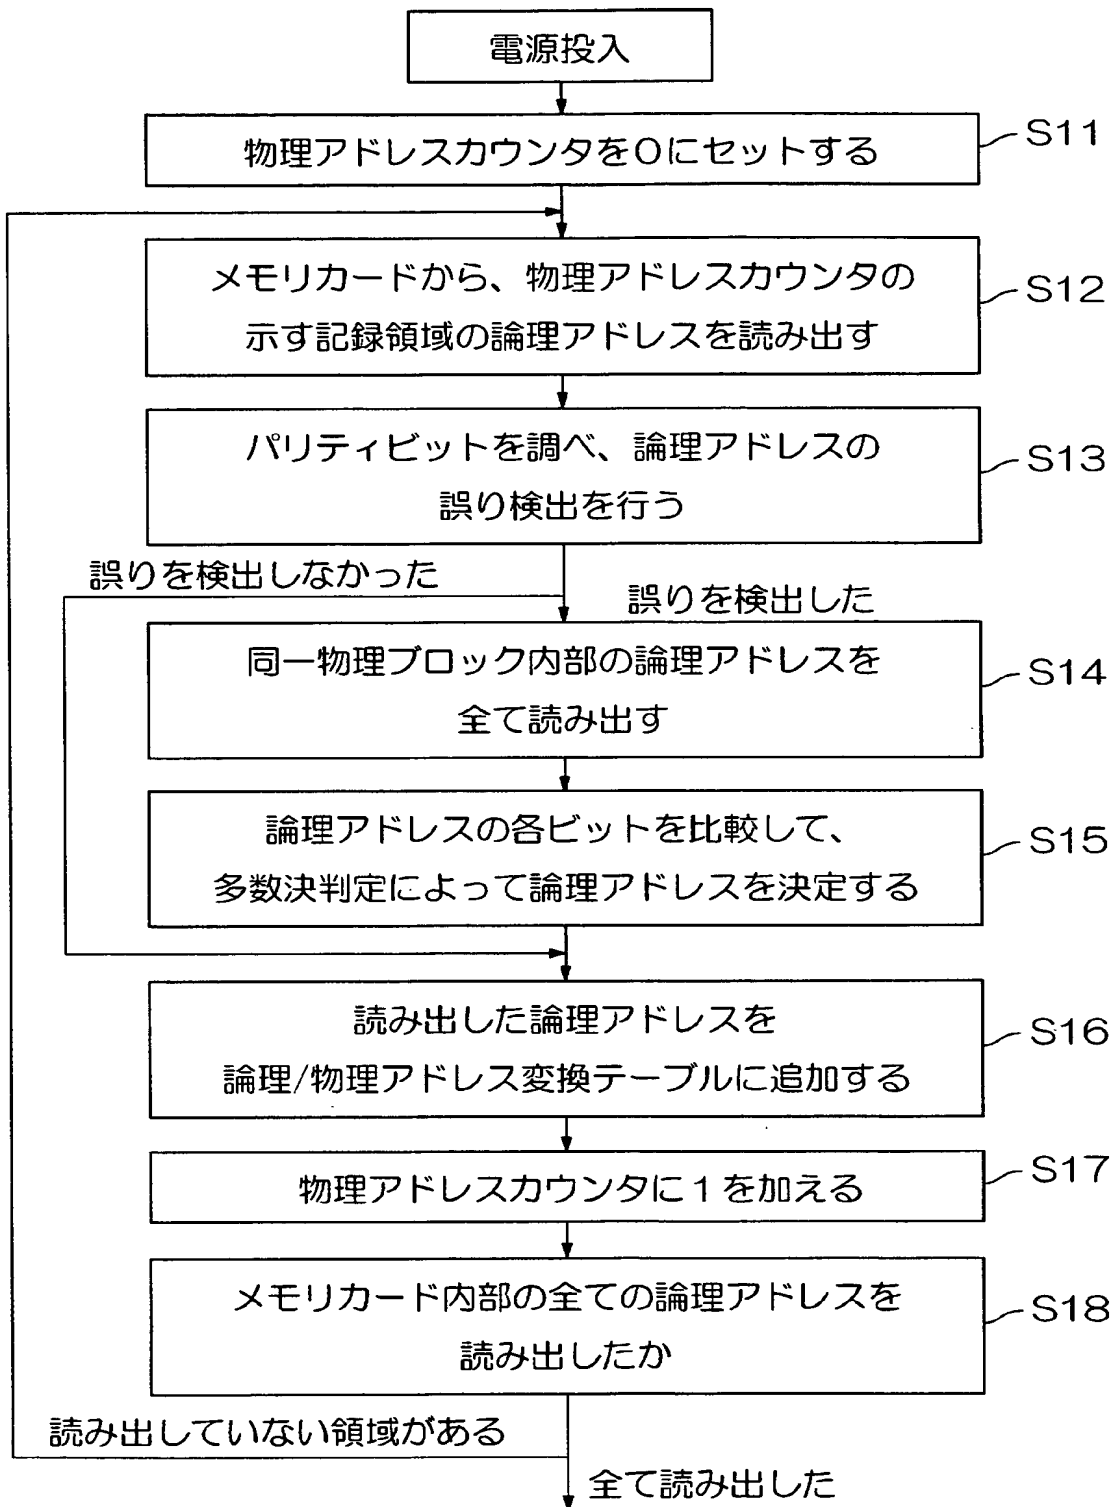 電源投入
物理アドレスカウンタを0にセットする
S11
メモリカードから、物理アドレスカウンタの
示す記録領域の論理アドレスを読み出す
S12
パリティビットを調べ、論理アドレスの
誤り検出を行う
S13
誤りを検出しなかった
誤りを検出した
同一物理ブロック内部の論理アドレスを
全て読み出す
S14
論理アドレスの各ビットを比較して、
多数決判定によって論理アドレスを決定する
S15
読み出した論理アドレスを
論理/物理アドレス変換テーブルに追加する
S16
物理アドレスカウンタに1を加える
S17
メモリカード内部の全ての論理アドレスを
読み出したか
S18
読み出していない領域がある
全て読み出した